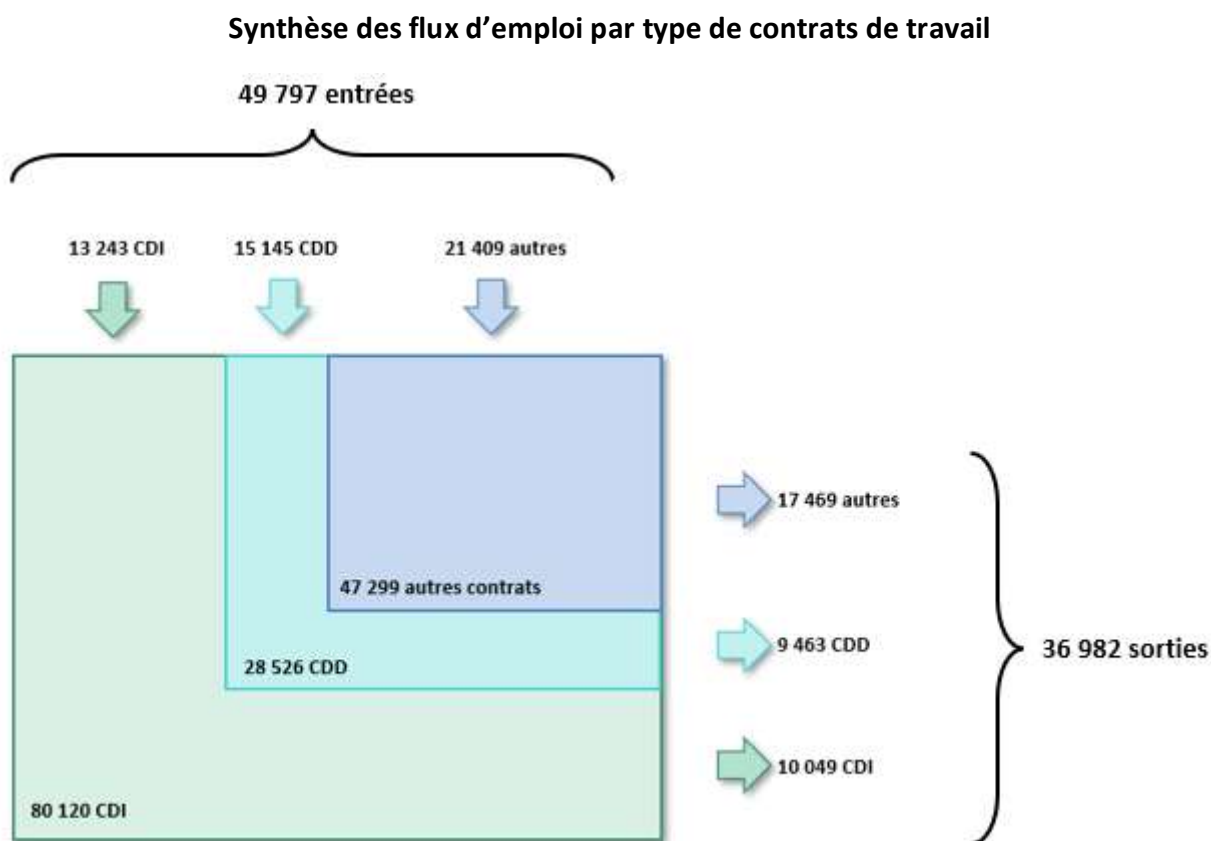 Synthèse des flux d’emploi par type de contrats de travail
49 797 entrées
13 243 CDI
15 145 CDD
21 409 autres
17 469 autres
47 299 autres contrats
9 463 CDD
36 982 sorties
28 526 CDD
10 049 CDI
80 120 CDI